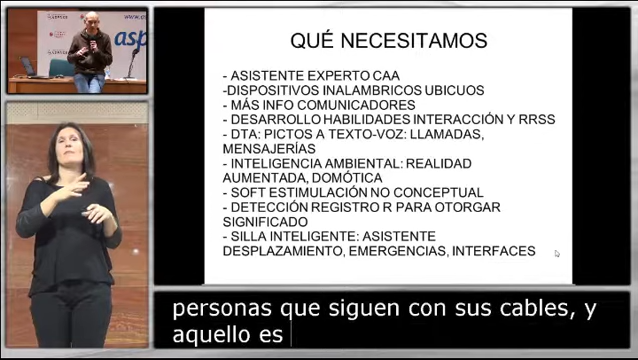 QUÉ NECESITAMOS
- ASISTENTE EXPERTO CAA
-DISPOSITIVOS INALAMBRICOS UBICUOS
- MÁS INFO COMUNICADORES
- DESARROLLO HABILIDADES INTERACCIÓN Y RRSS
- DTA: PICTOS A TEXTO-VOZ: LLAMADAS,
MENSAJERÍAS
- INTELIGENCIA AMBIENTAL: REALIDAD
AUMENTADA, DOMÓTICA
- SOFT ESTIMULACIÓN NO CONCEPTUAL
- DETECCIÓN REGISTRO R PARA OTORGAR
SIGNIFICADO
- SILLA INTELIGENTE: ASISTENTE
DESPLAZAMIENTO, EMERGENCIAS, INTERFACES
personas que siguen con sus cables, y
aquello es